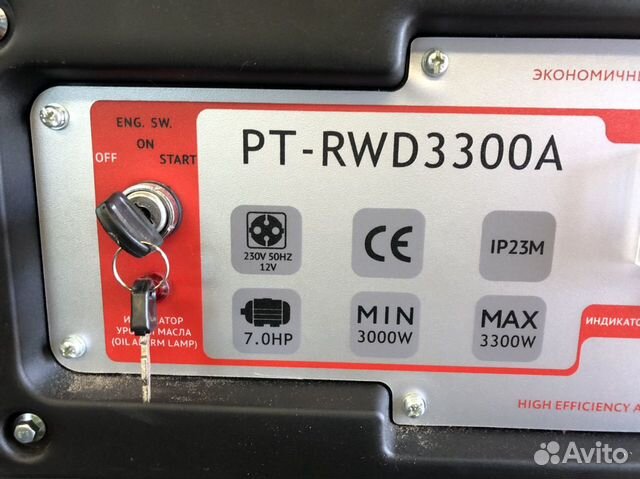 ЭКОНОМИЧН
ENG. SW.
ON
OFF START
PT-RWD3300A
230V 50HZ
12V
CE
IP23M
7.0HP
MIN
3000W
MAX
3300W
ИНДИКАТО
МАСЛА
(OIL ALARM LAMP)
HIGH EFFICIENCY A
Avito